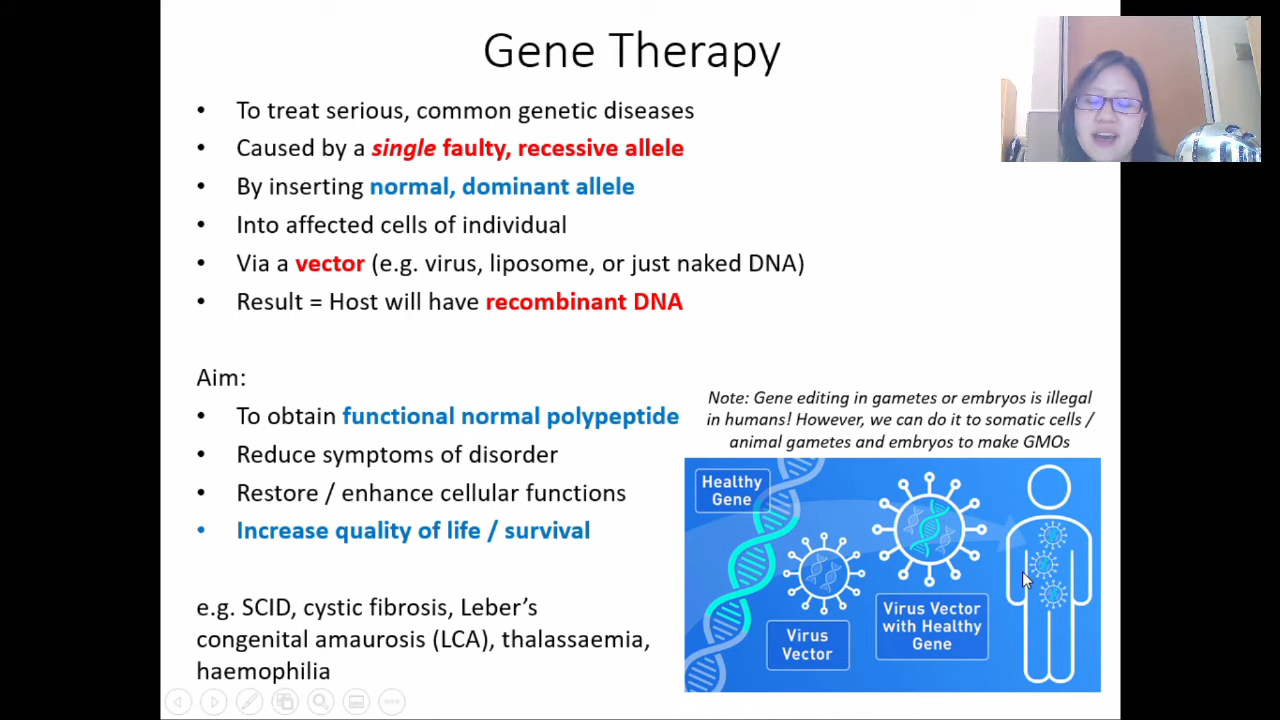 Gene Therapy
• To treat serious, common genetic diseases
• Caused by a single faulty, recessive allele
• By inserting normal, dominant allele
• Into affected cells of individual
• Via a vector (e.g. virus, liposome, or just naked DNA)
• Result = Host will have recombinant DNA
Aim:
• To obtain functional normal polypeptide
• Reduce symptoms of disorder
• Restore / enhance cellular functions
• Increase quality of life / survival
e.g. SCID, cystic fibrosis, Leber’s
congenital amaurosis (LCA), thalassaemia,
haemophilia
Note: Gene editing in gametes or embryos is illegal
in humans! However, we can do it to somatic cells /
animal gametes and embryos to make GMOs
Healthy
Gene
Virus
Vector
Virus Vector
with Healthy
Gene